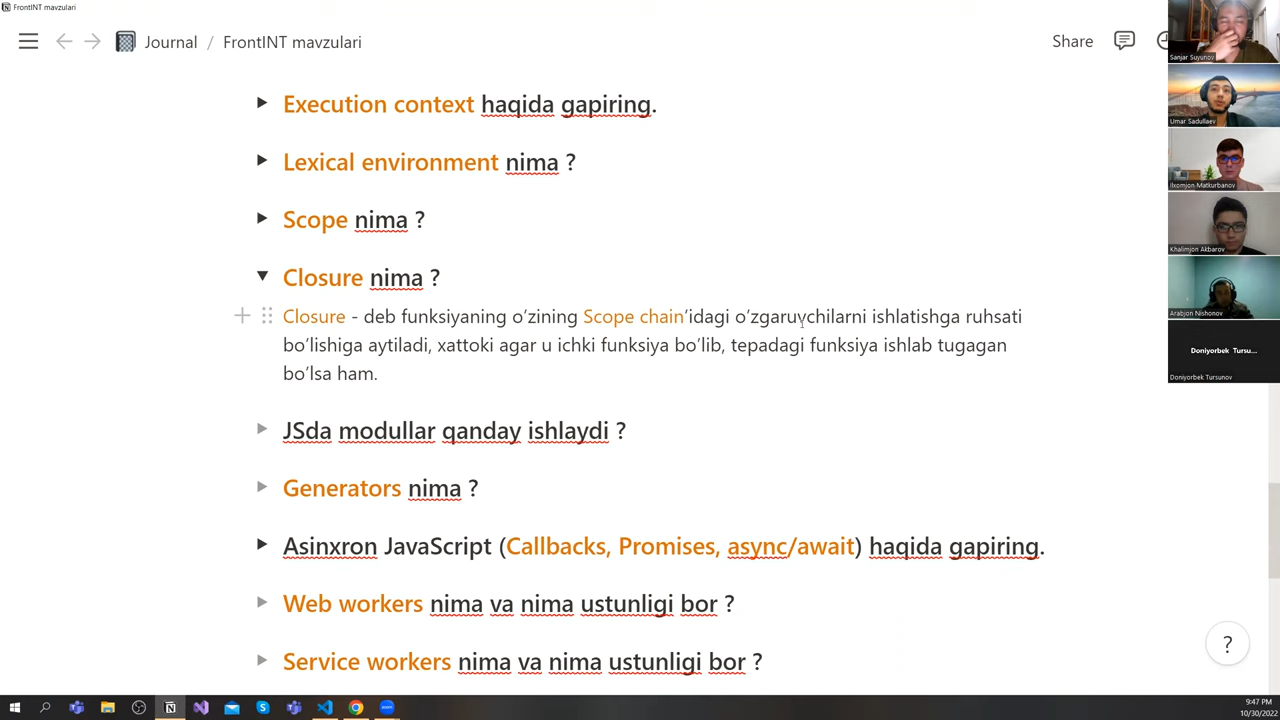 FrontINT mavzulari
Journal / FrontINT mavzulari
Share
Execution context haqida gapiring.
Lexical environment nima ?
Scope nima ?
Closure nima ?
Closure - deb funksiyaning o’zining Scope chain’idagi o’zgaruvchilarni ishlatishga ruhsati
bo’lishiga aytiladi, xattoki agar u ichki funksiya bo’lib, tepadagi funksiya ishlab tugagan
bo’lsa ham.
JSda modullar qanday ishlaydi ?
Generators nima ?
Asinxron JavaScript (Callbacks, Promises, async/await) haqida gapiring.
Web workers nima va nima ustunligi bor ?
Service workers nima va nima ustunligi bor ?
?
Sanjar Suyunov
Umar Sadullaev
Ilxomjon Matkurbanov
Khalimjon Akbarov
Arabjon Nishonov
Doniyorbek Tursu...
Doniyorbek Tursunov
9:47 PM
10/30/2022